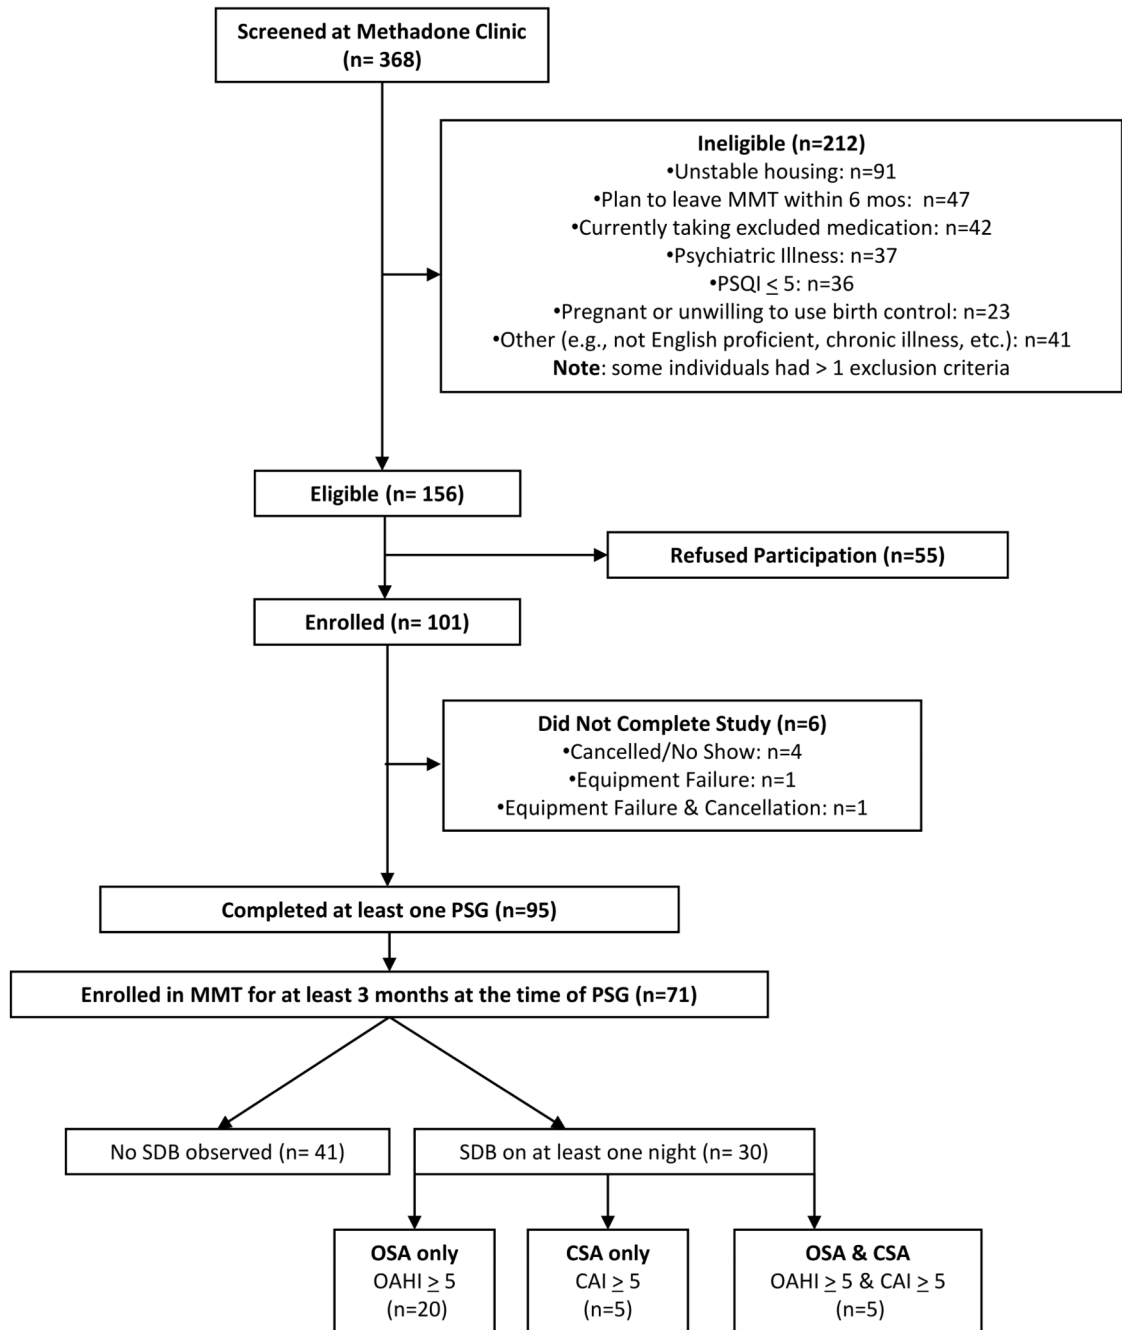 Screened at Methadone Clinic
(n= 368)
Ineligible (n=212)
•Unstable housing: n=91
•Plan to leave MMT within 6 mos:  n=47
•Currently taking excluded medication: n=42
•Psychiatric Illness: n=37
•PSQI ≤ 5: n=36
•Pregnant or unwilling to use birth control: n=23
•Other (e.g., not English proficient, chronic illness, etc.): n=41
Note: some individuals had > 1 exclusion criteria
Eligible (n= 156)
Refused Participation (n=55)
Enrolled (n= 101)
Did Not Complete Study (n=6)
•Cancelled/No Show: n=4
•Equipment Failure: n=1
•Equipment Failure & Cancellation: n=1
Completed at least one PSG (n=95)
Enrolled in MMT for at least 3 months at the time of PSG (n=71)
No SDB observed (n= 41)
SDB on at least one night (n= 30)
OSA only
OAHI ≥ 5
(n=20)
CSA only
CAI ≥ 5
(n=5)
OSA & CSA
OAHI ≥ 5 & CAI ≥ 5
(n=5)